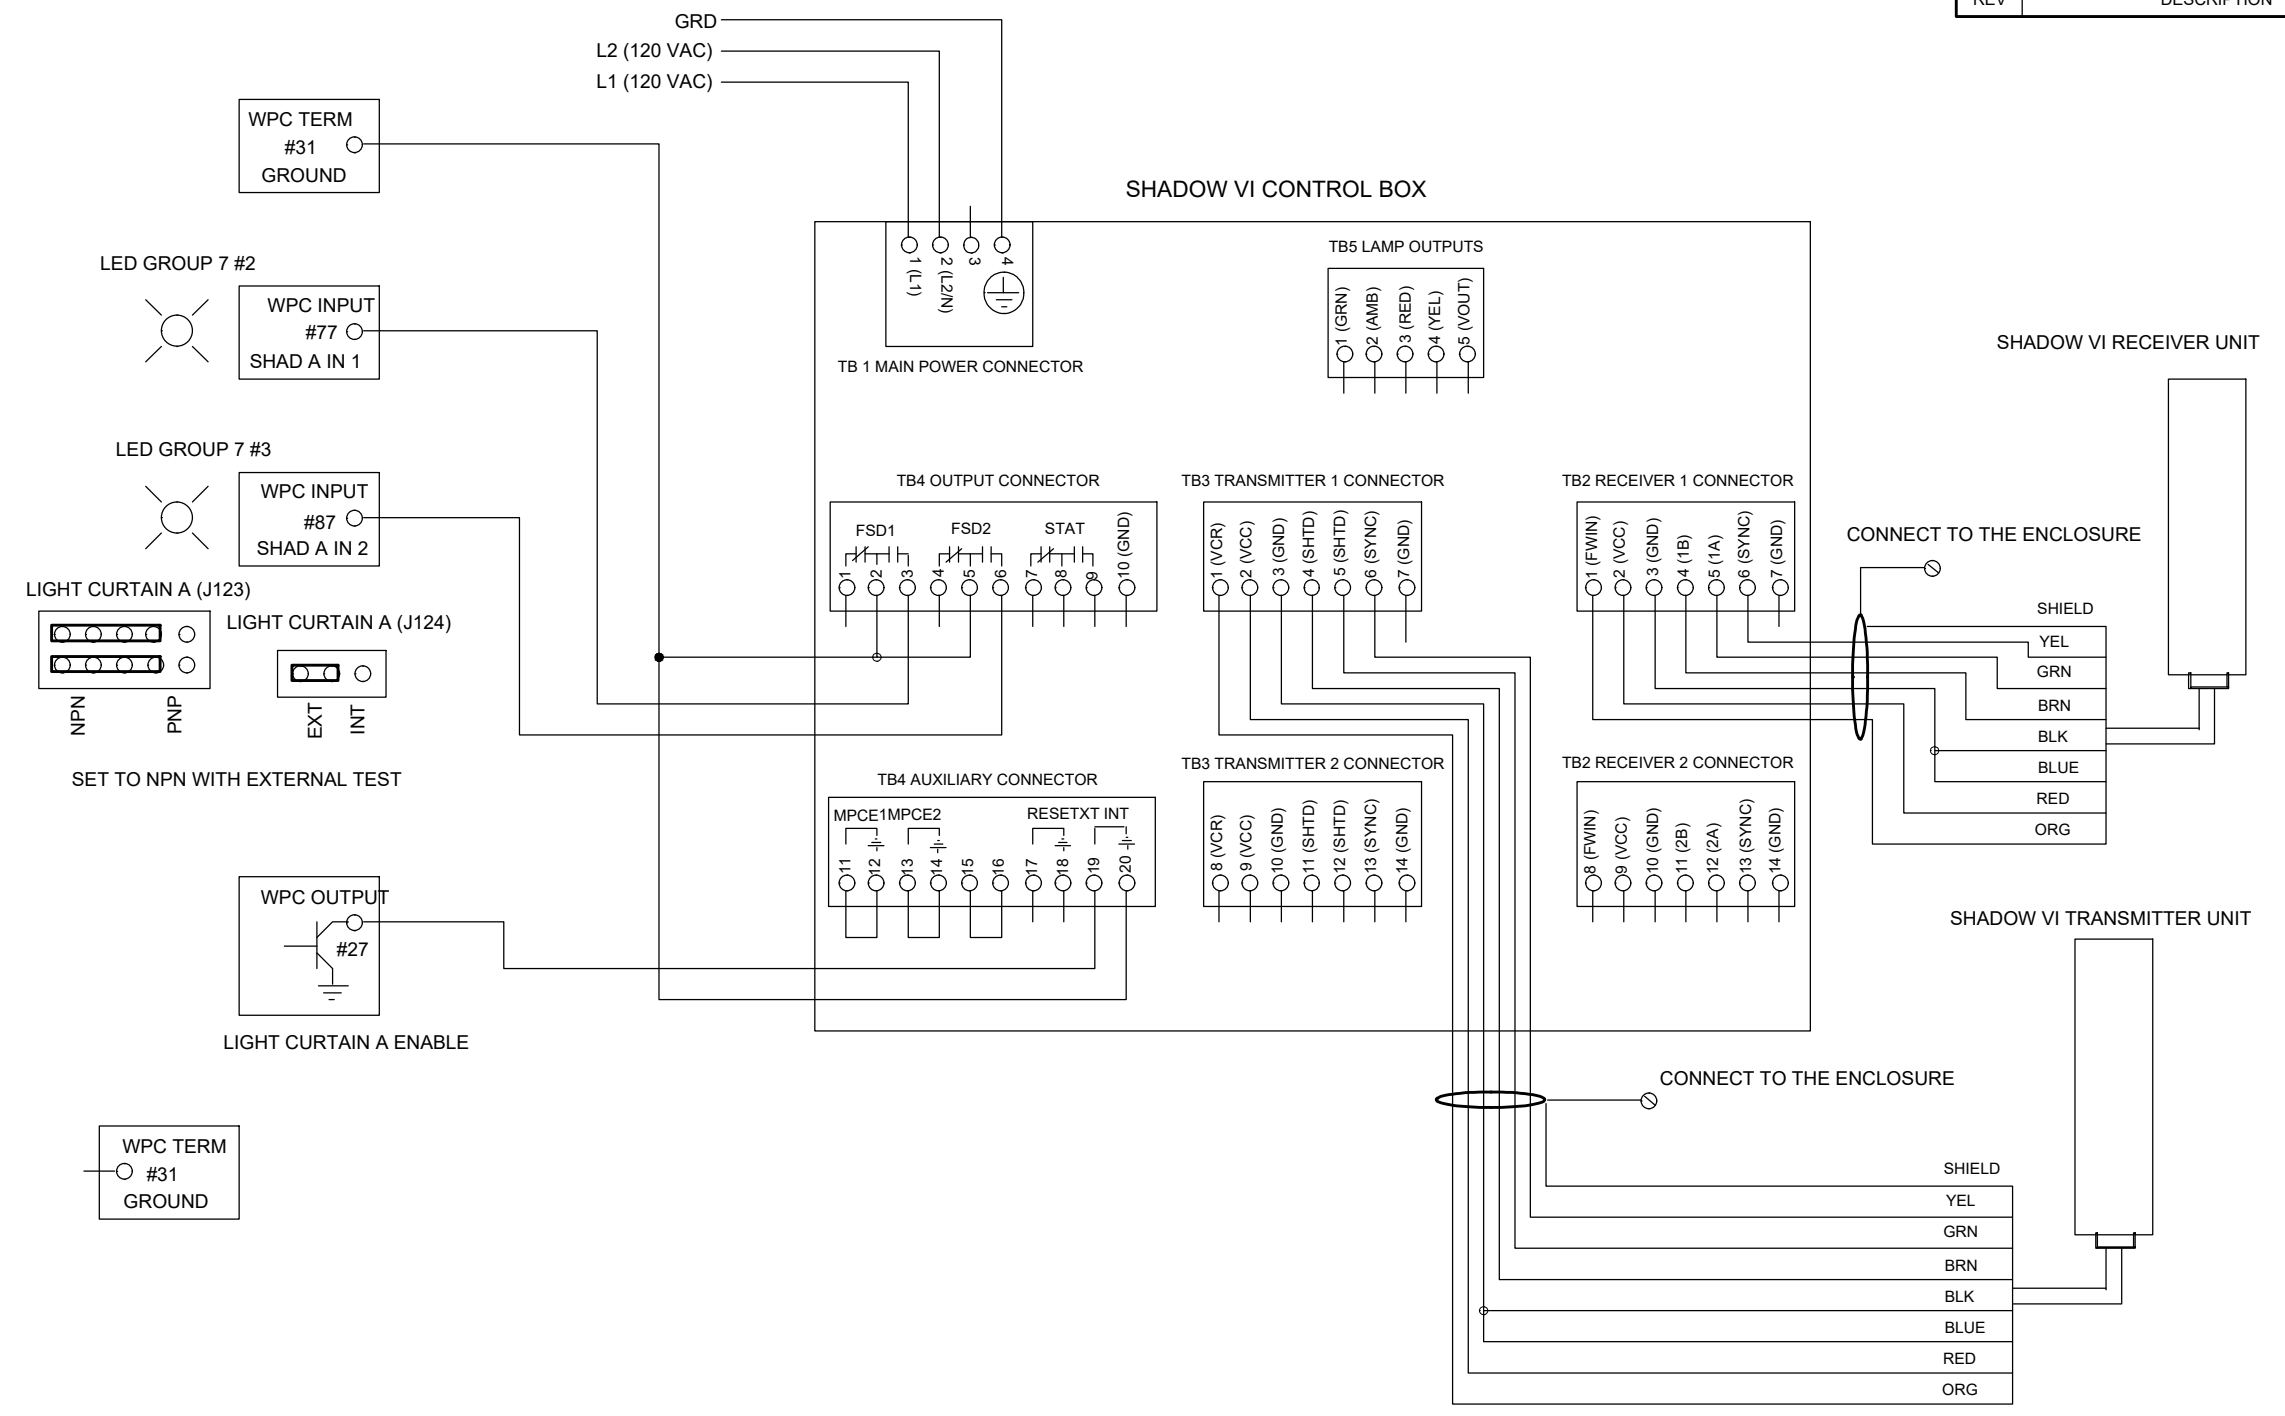 REV DESCRIPTION
GRD
L2 (120 VAC)
L1 (120 VAC)
WPC TERM
#31
GROUND
LED GROUP 7 #2
WPC INPUT
#77
SHAD A IN 1
LED GROUP 7 #3
WPC INPUT
#87
SHAD A IN 2
LIGHT CURTAIN A (J123)
NPN
PNP
LIGHT CURTAIN A (J124)
EXT
INT
SET TO NPN WITH EXTERNAL TEST
WPC OUTPUT
#27
LIGHT CURTAIN A ENABLE
WPC TERM
#31
GROUND
SHADOW VI CONTROL BOX
1 (L1)
2 (L2/N)
3
4
TB 1 MAIN POWER CONNECTOR
TB5 LAMP OUTPUTS
1 (GRN)
2 (AMB)
3 (RED)
4 (YEL)
5 (VOUT)
TB4 OUTPUT CONNECTOR
FSD1
FSD2
STAT
1
2
3
4
5
6
7
8
9
10 (GND)
TB3 TRANSMITTER 1 CONNECTOR
1 (VCR)
2 (VCC)
3 (GND)
4 (SHTD)
5 (SHTD)
6 (SYNC)
7 (GND)
TB2 RECEIVER 1 CONNECTOR
1 (FWIN)
2 (VCC)
3 (GND)
4 (1B)
5 (1A)
6 (SYNC)
7 (GND)
TB4 AUXILIARY CONNECTOR
MPCE1MPCE2
RESETXT INT
11
12
13
14
15
16
17
18
19
20
TB3 TRANSMITTER 2 CONNECTOR
8 (VCR)
9 (VCC)
10 (GND)
11 (SHTD)
12 (SHTD)
13 (SYNC)
14 (GND)
TB2 RECEIVER 2 CONNECTOR
8 (FWIN)
9 (VCC)
10 (GND)
11 (2B)
12 (2A)
13 (SYNC)
14 (GND)
SHADOW VI RECEIVER UNIT
CONNECT TO THE ENCLOSURE
SHIELD
YEL
GRN
BRN
BLK
BLUE
RED
ORG
SHADOW VI TRANSMITTER UNIT
CONNECT TO THE ENCLOSURE
SHIELD
YEL
GRN
BRN
BLK
BLUE
RED
ORG